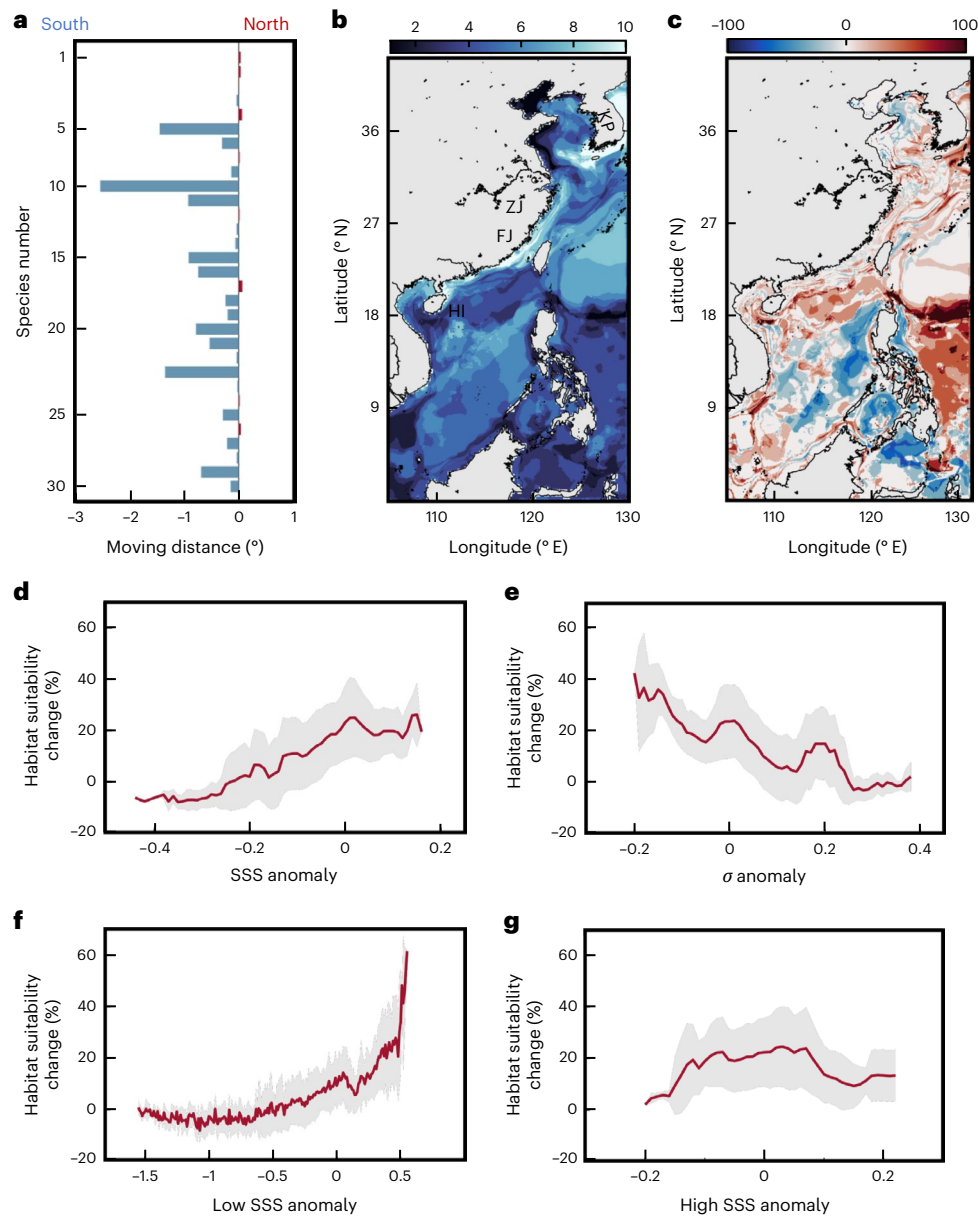 a
South North
1
5
10
15
20
25
30
Species number
−3 −2 −1 0 1
Moving distance (°)
b
2 4 6 8 10
36
27
18
9
Latitude (° N)
KP
ZJ
FJ
HI
110 120 130
Longitude (° E)
c
−100 0 100
36
27
18
9
Latitude (° N)
110 120 130
Longitude (° E)
d
60
40
20
0
−20
Habitat suitability
change (%)
−0.4 −0.2 0 0.2
SSS anomaly
e
60
40
20
0
−20
Habitat suitability
change (%)
−0.2 0 0.2 0.4
σ anomaly
f
60
40
20
0
−20
Habitat suitability
change (%)
−1.5 −1 −0.5 0 0.5
Low SSS anomaly
g
60
40
20
0
−20
Habitat suitability
change (%)
−0.2 0 0.2
High SSS anomaly